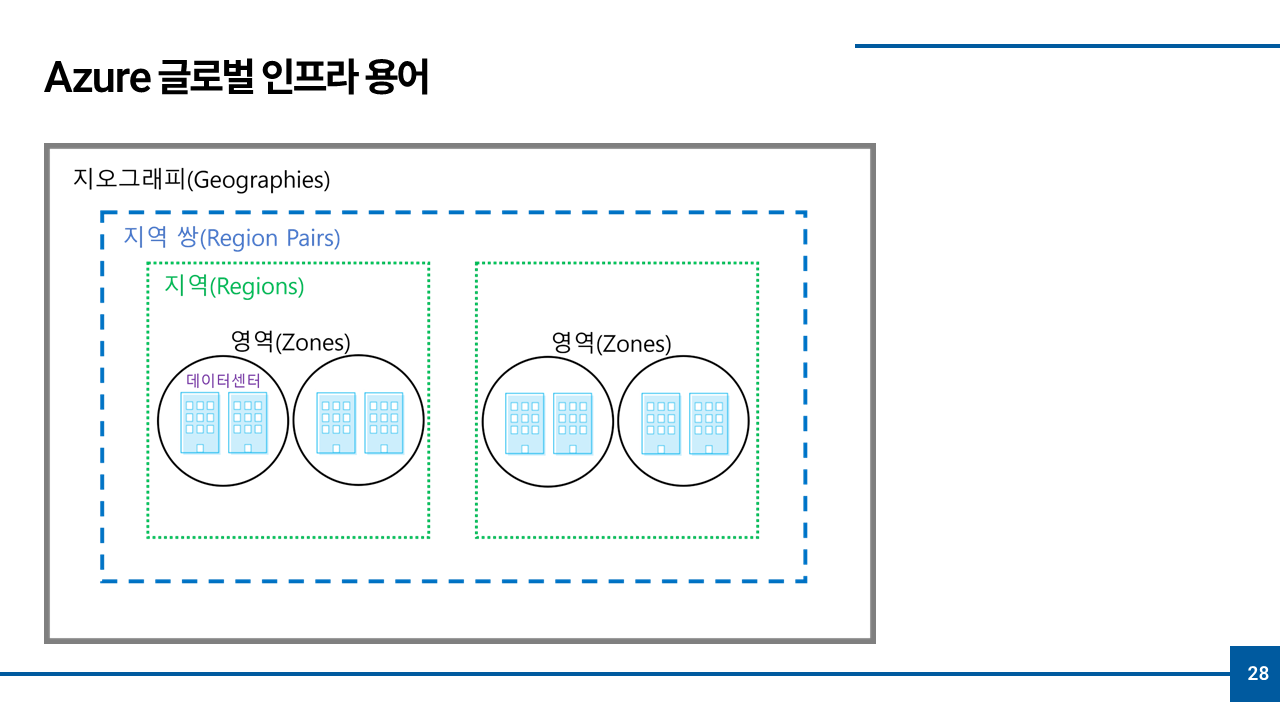 Azure 글로벌 인프라 용어
지오그래피(Geographies)
지역 쌍(Region Pairs)
지역(Regions)
영역(Zones)
영역(Zones)
데이터센터
28